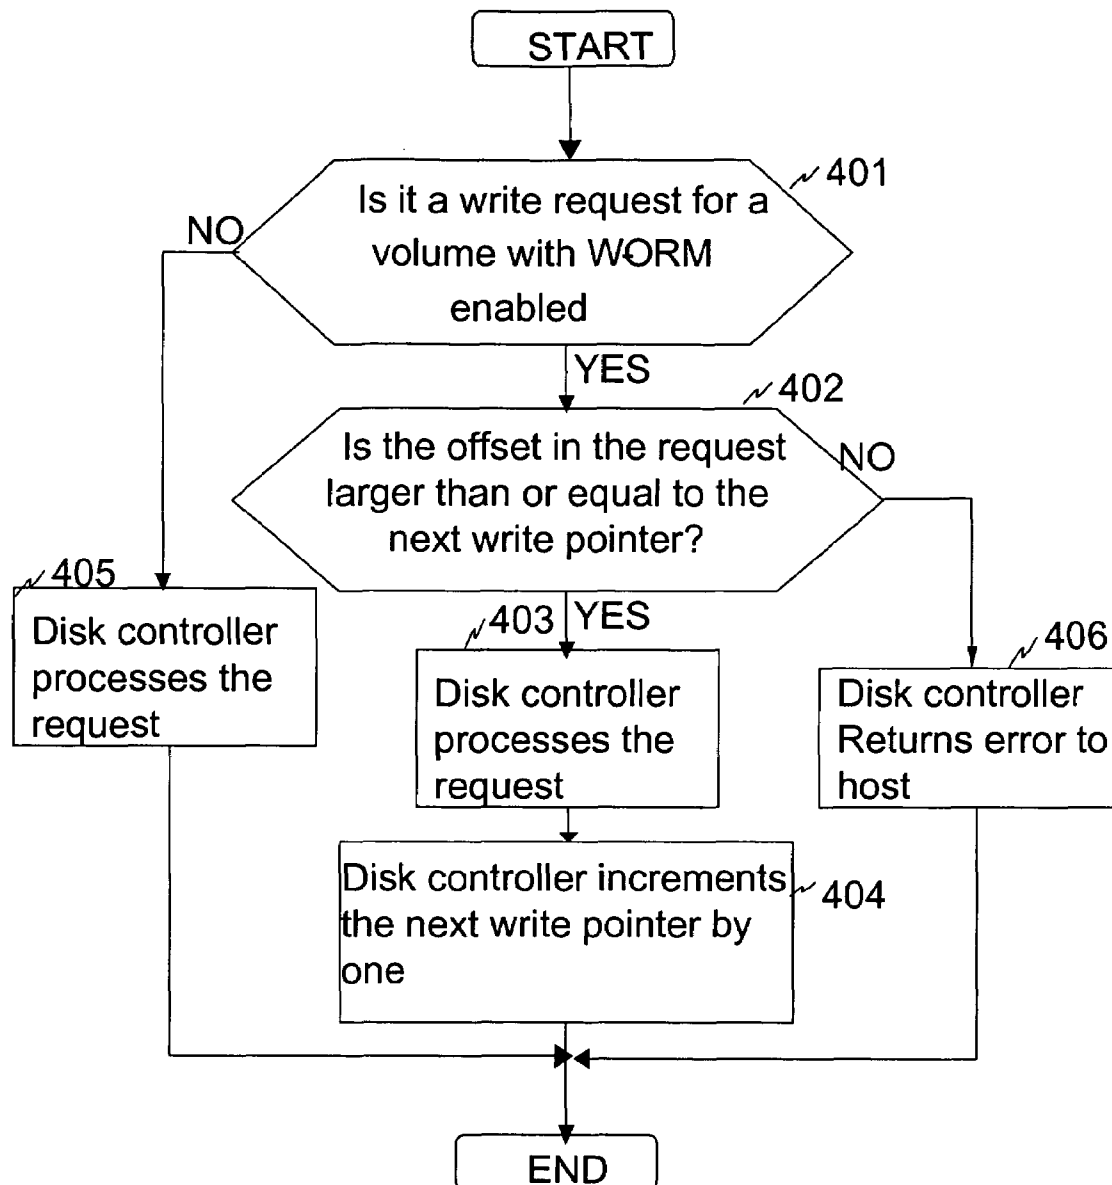 START
401
Is it a write request for a
volume with WORM
enabled
NO
YES
402
Is the offset in the request
larger than or equal to the
next write pointer?
NO
YES
405
Disk controller
processes the
request
403
Disk controller
processes the
request
406
Disk controller
Returns error to
host
Disk controller increments
the next write pointer by
one
404
END